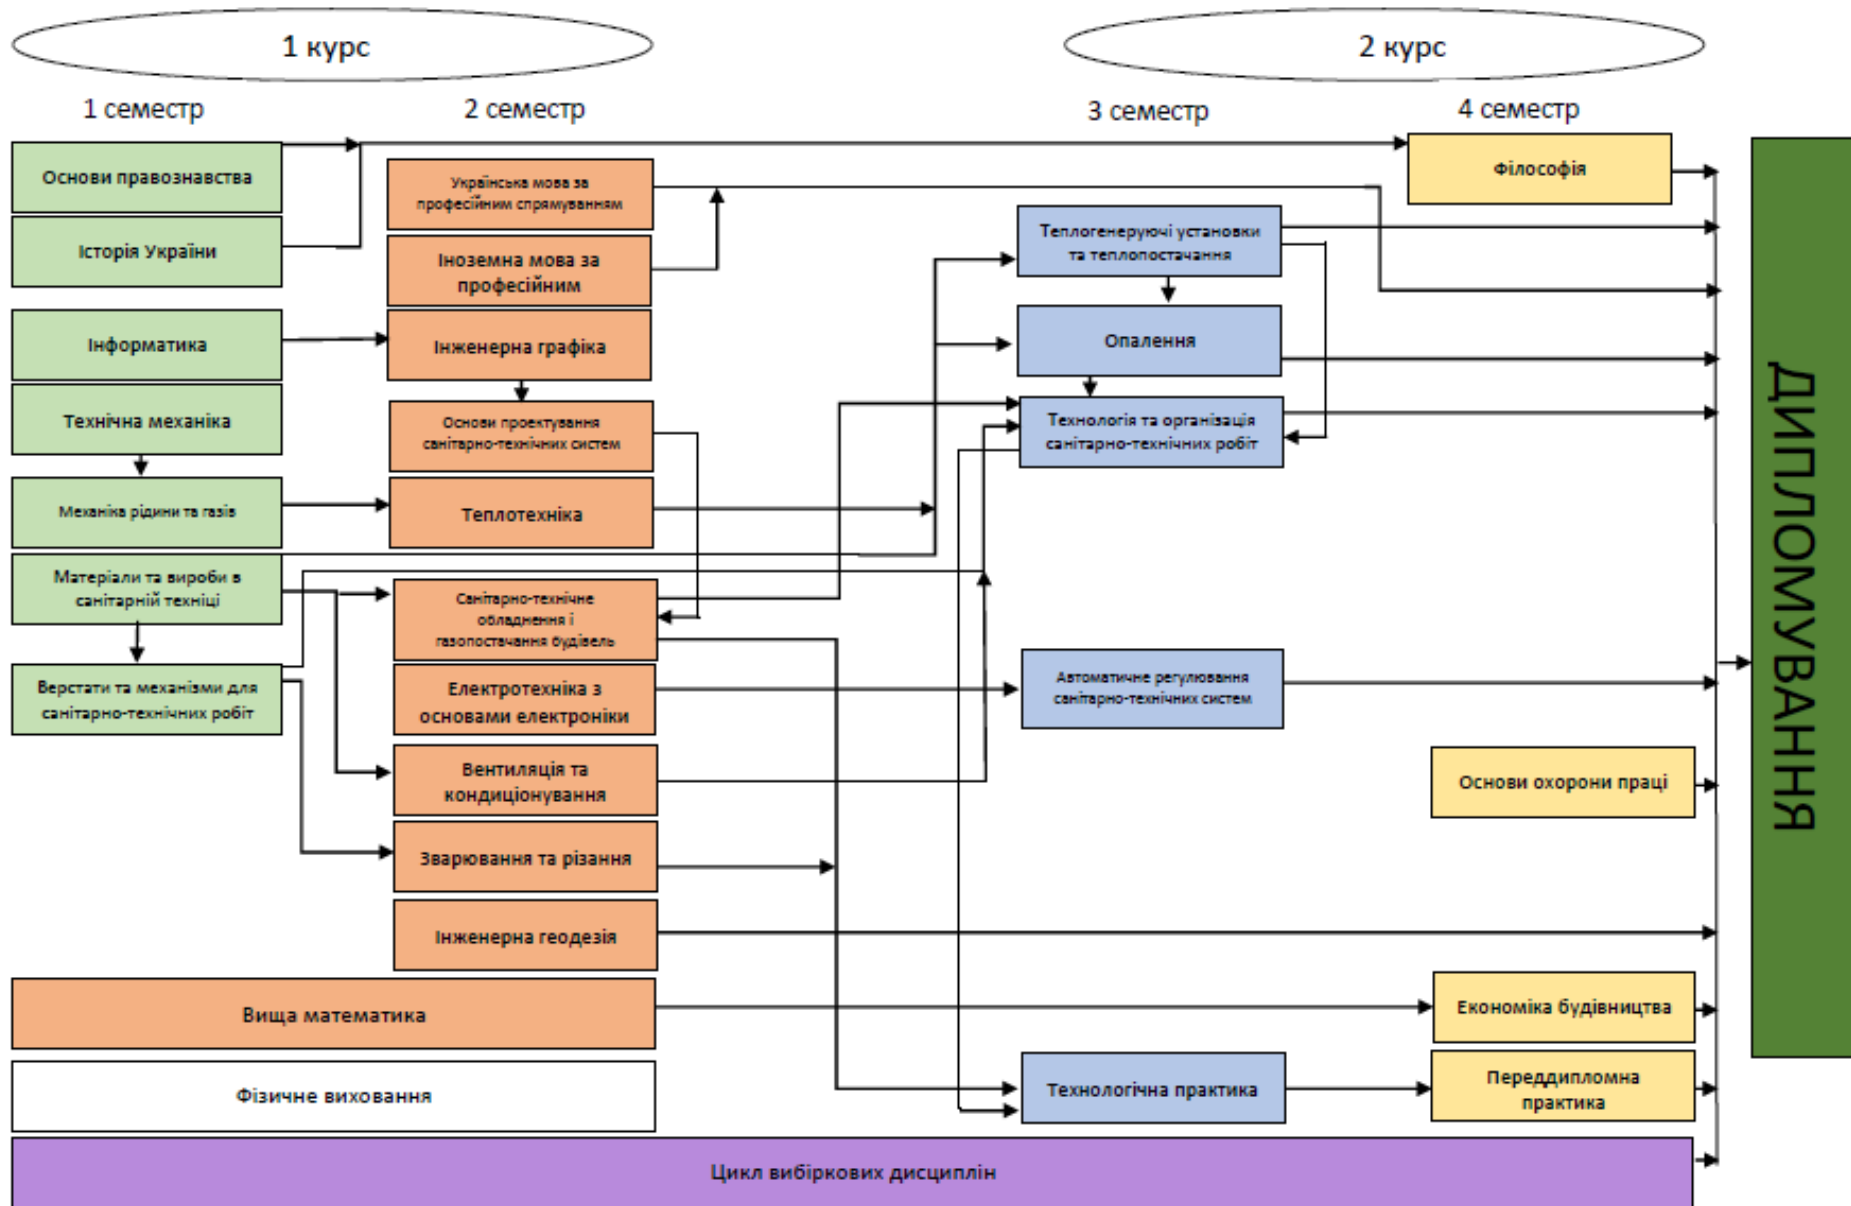 1 курс
2 курс
1 семестр
2 семестр
3 семестр
4 семестр
Основи правознавства
Історія України
Інформатика
Технічна механіка
Механіка рідини та газів
Матеріали та вироби в
санітарній техніці
Верстати та механізми для
санітарно-технічних робіт
Українська мова за
професійним спрямуванням
Іноземна мова за
професійним
Інженерна графіка
Основи проектування
санітарно-технічних систем
Теплотехніка
Санітарно-технічне
обладнення і
газопостачання будівель
Електротехніка з
основами електроніки
Вентиляція та
кондиціонування
Зварювання та різання
Інженерна геодезія
Вища математика
Фізичне виховання
Цикл вибіркових дисциплін
Теплогенеруючі установки
та теплопостачання
Опалення
Технологія та організація
санітарно-технічних робіт
Автоматичне регулювання
санітарно-технічних систем
Технологічна практика
Філософія
Основи охорони праці
Економіка будівництва
Переддипломна
практика
ДИПЛОМУВАННЯ